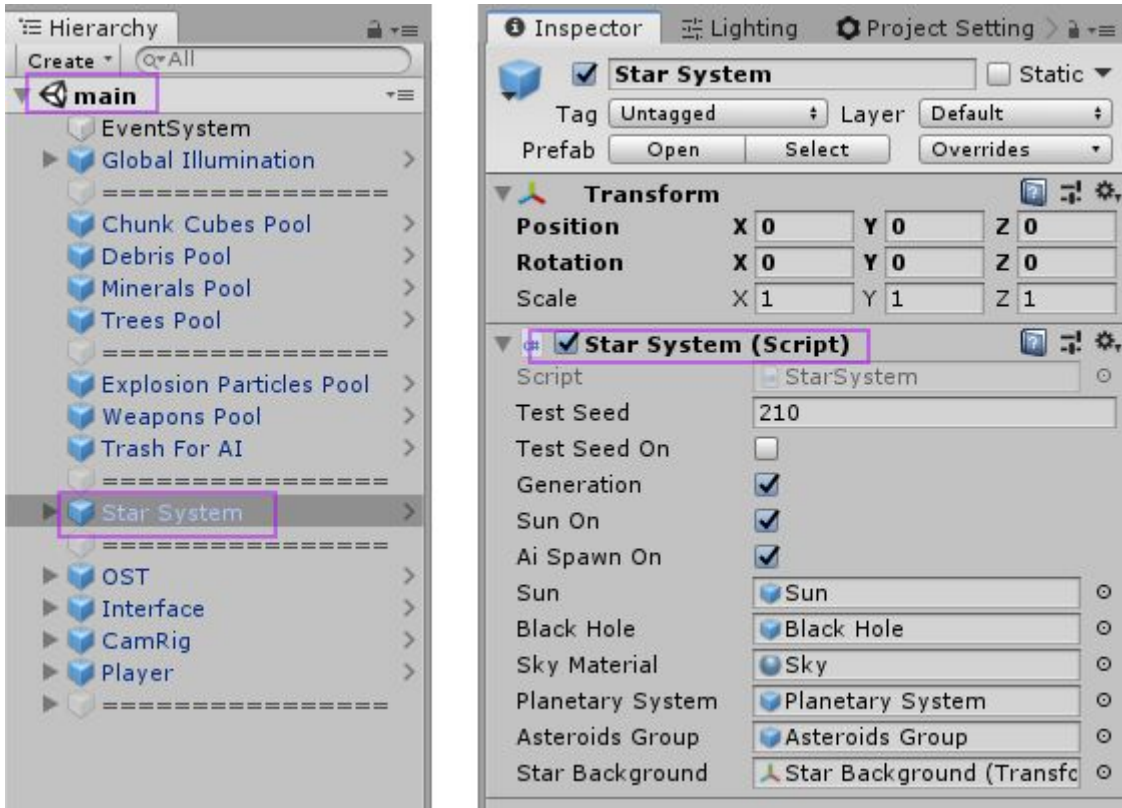 Hierarchy
Create All
main
EventSystem
Global Illumination
=================
Chunk Cubes Pool
Debris Pool
Minerals Pool
Trees Pool
=================
Explosion Particles Pool
Weapons Pool
Trash For AI
=================
Star System
=================
OST
Interface
CamRig
Player
=================
Inspector Lighting Project Setting
Star System Static
Tag Untagged Layer Default
Prefab Open Select Overrides
Transform
Position X 0 Y 0 Z 0
Rotation X 0 Y 0 Z 0
Scale X 1 Y 1 Z 1
C# Star System (Script)
Script StarSystem
Test Seed 210
Test Seed On
Generation
Sun On
Ai Spawn On
Sun Sun
Black Hole Black Hole
Sky Material Sky
Planetary System Planetary System
Asteroids Group Asteroids Group
Star Background Star Background (Transfo